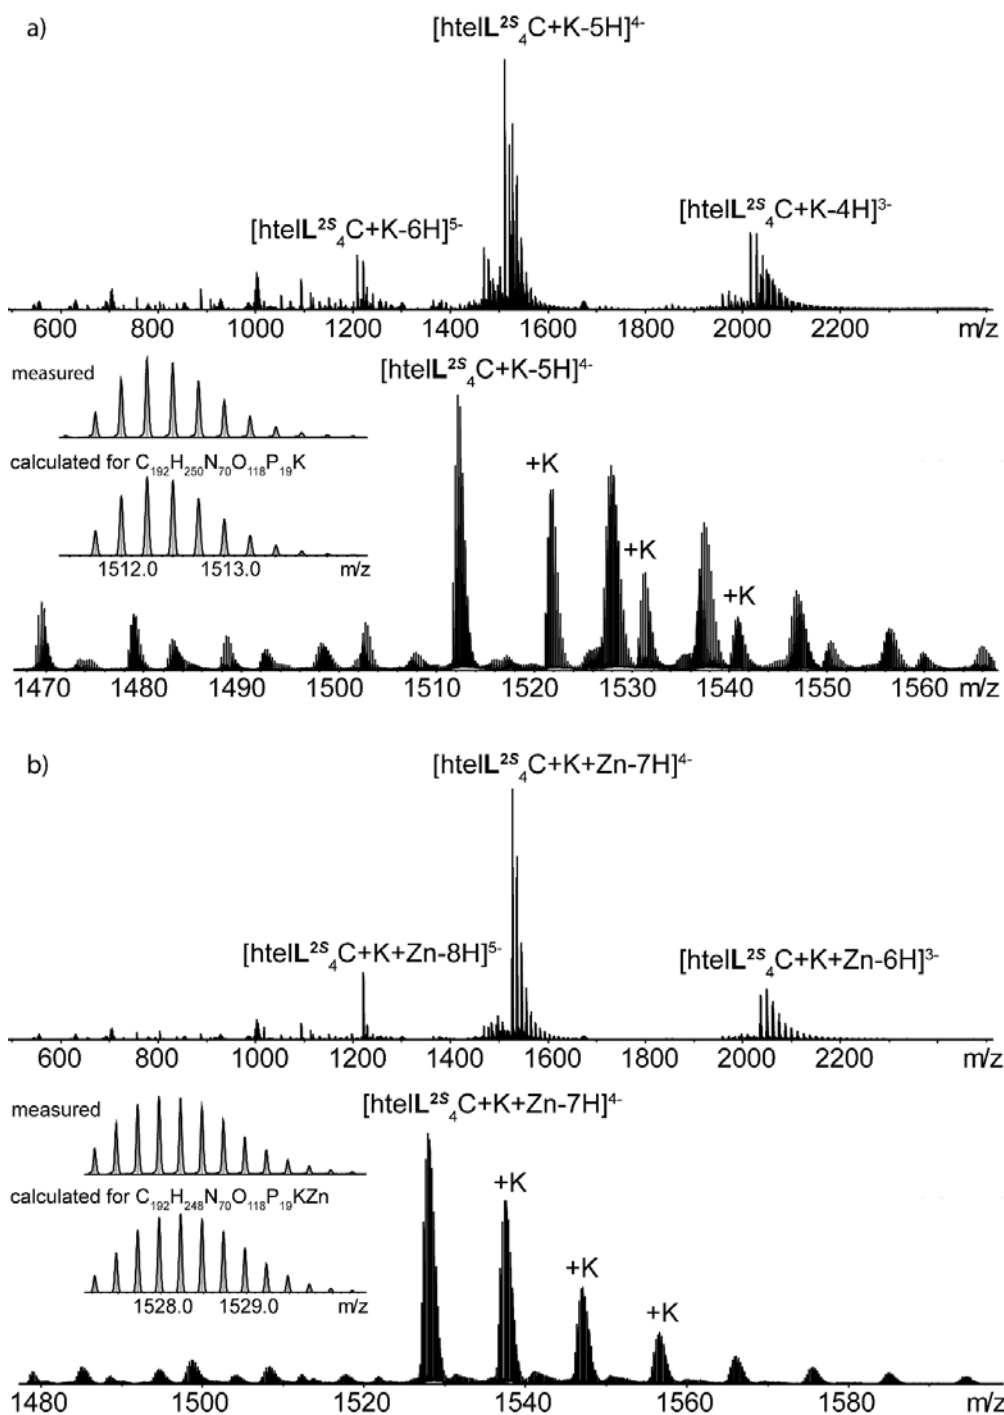 a)
[htelL²ˢ₄C+K-5H]⁴⁻
[htelL²ˢ₄C+K-6H]⁵⁻
[htelL²ˢ₄C+K-4H]³⁻
600 800 1000 1200 1400 1600 1800 2000 2200 m/z
[htelL²ˢ₄C+K-5H]⁴⁻
measured
calculated for C₁₉₂H₂₅₀N₇₀O₁₁₈P₁₉K
1512.0 1513.0 m/z
+K
+K
+K
1470 1480 1490 1500 1510 1520 1530 1540 1550 1560 m/z
b)
[htelL²ˢ₄C+K+Zn-7H]⁴⁻
[htelL²ˢ₄C+K+Zn-8H]⁵⁻
[htelL²ˢ₄C+K+Zn-6H]³⁻
600 800 1000 1200 1400 1600 1800 2000 2200 m/z
[htelL²ˢ₄C+K+Zn-7H]⁴⁻
measured
calculated for C₁₉₂H₂₄₈N₇₀O₁₁₈P₁₉KZn
1528.0 1529.0 m/z
+K
+K
+K
1480 1500 1520 1540 1560 1580 m/z